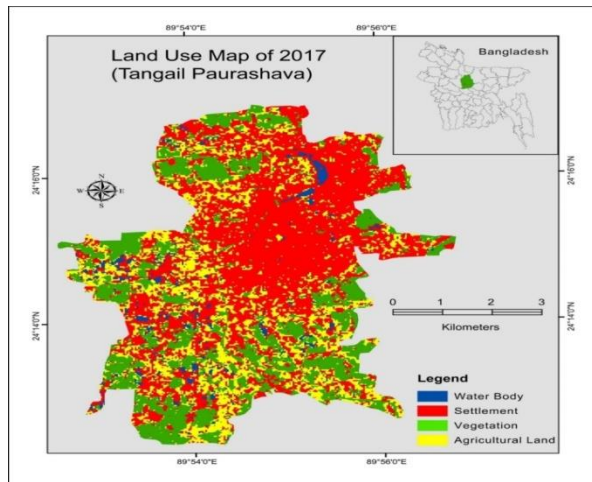 89°54'0"E 89°56'0"E
Land Use Map of 2017
(Tangail Paurashava)
Bangladesh
24°16'0"N
24°16'0"N
N
W E
S
0 1 2 3
Kilometers
24°14'0"N
24°14'0"N
Legend
Water Body
Settlement
Vegetation
Agricultural Land
89°54'0"E 89°56'0"E